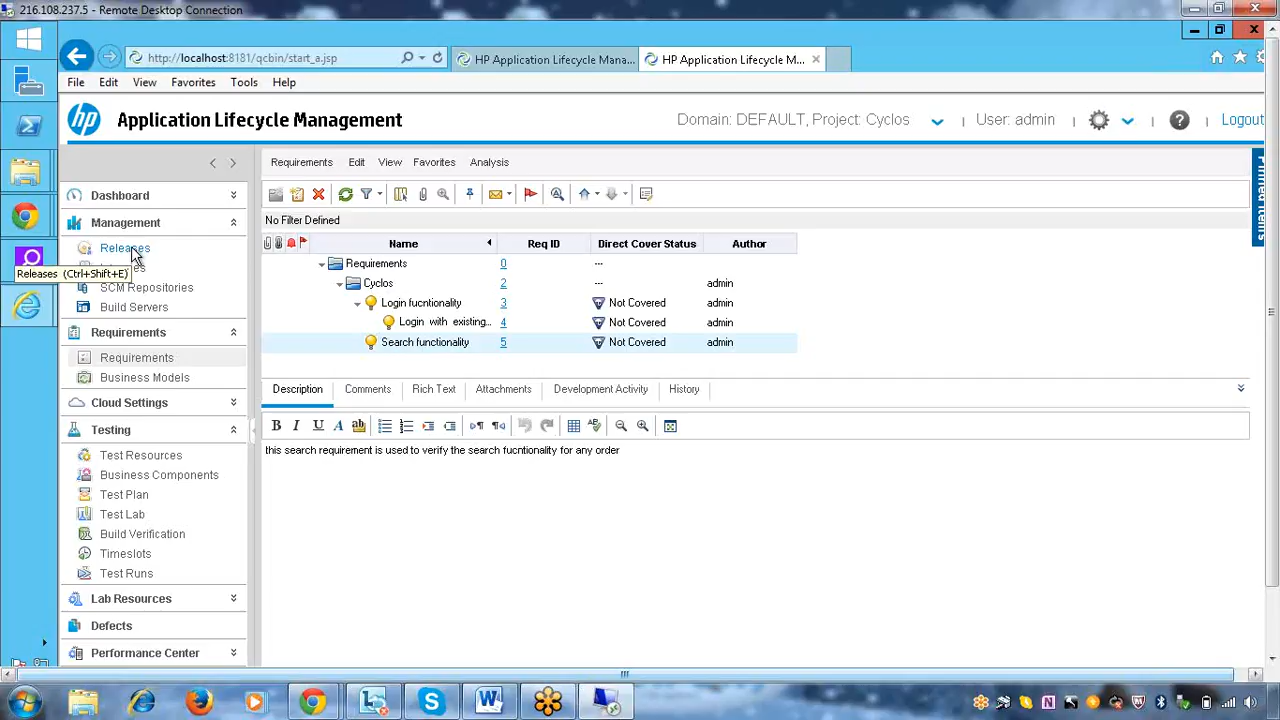 216.108.237.5 - Remote Desktop Connection
http://localhost:8181/qcbin/start_a.jsp
HP Application Lifecycle Mana...
HP Application Lifecycle M...
File Edit View Favorites Tools Help
hp Application Lifecycle Management
Domain: DEFAULT, Project: Cyclos
User: admin
Logout
Requirements Edit View Favorites Analysis
Pinned Items
Dashboard
Management
Releases
Releases (Ctrl+Shift+E)
SCM Repositories
Build Servers
Requirements
Requirements
Business Models
Cloud Settings
Testing
Test Resources
Business Components
Test Plan
Test Lab
Build Verification
Timeslots
Test Runs
Lab Resources
Defects
Performance Center
No Filter Defined
Name Req ID Direct Cover Status Author
Requirements 0 ---
Cyclos 2 --- admin
Login fucntionality 3 Not Covered admin
Login with existing... 4 Not Covered admin
Search functionality 5 Not Covered admin
Description Comments Rich Text Attachments Development Activity History
B I U A ab
this search requirement is used to verify the search fucntionality for any order